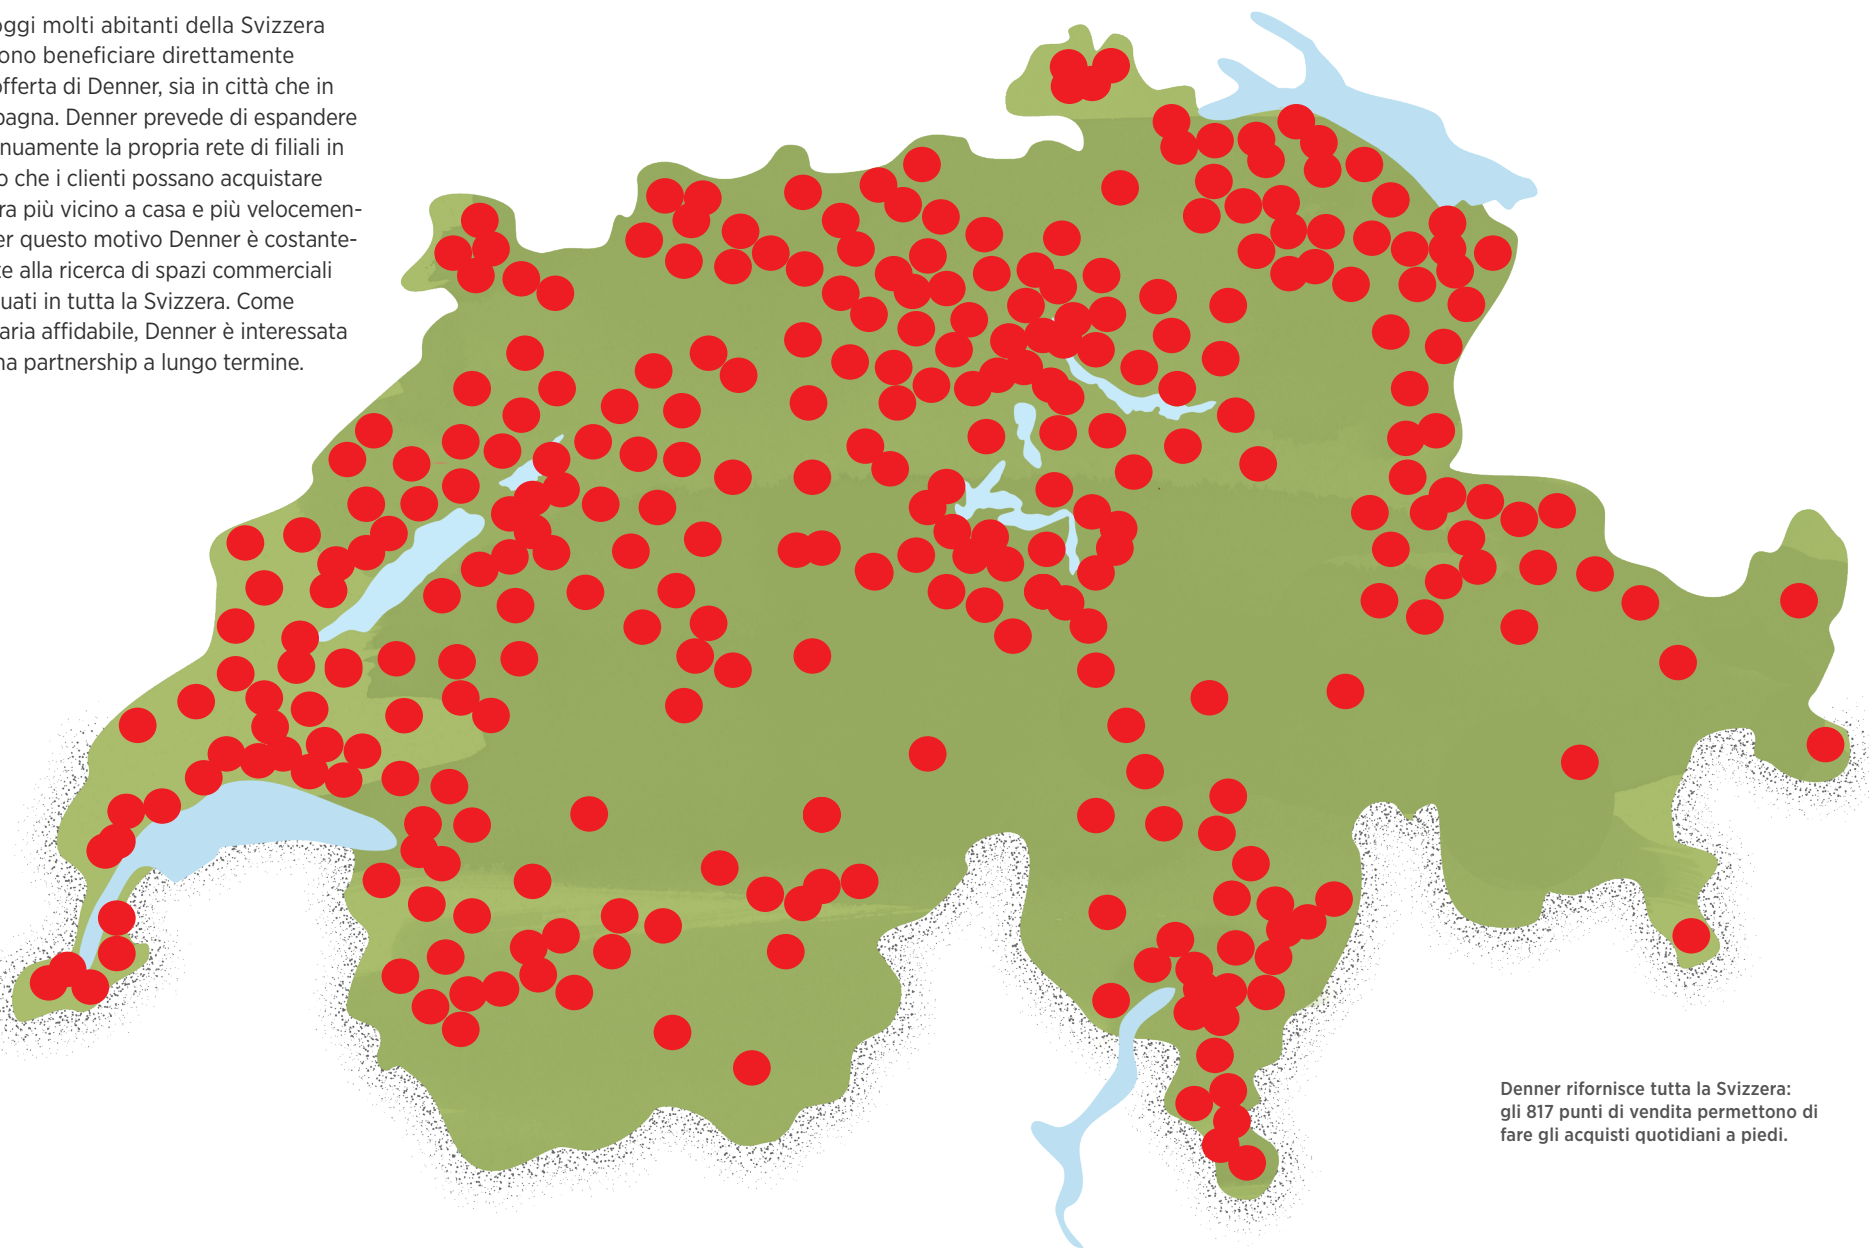 oggi molti abitanti della Svizzera
ono beneficiare direttamente
offerta di Denner, sia in città che in
pagna. Denner prevede di espandere
nuamente la propria rete di filiali in
o che i clienti possano acquistare
ra più vicino a casa e più velocemen-
er questo motivo Denner è costante-
te alla ricerca di spazi commerciali
uati in tutta la Svizzera. Come
aria affidabile, Denner è interessata
na partnership a lungo termine.
Denner rifornisce tutta la Svizzera:
gli 817 punti di vendita permettono di
fare gli acquisti quotidiani a piedi.